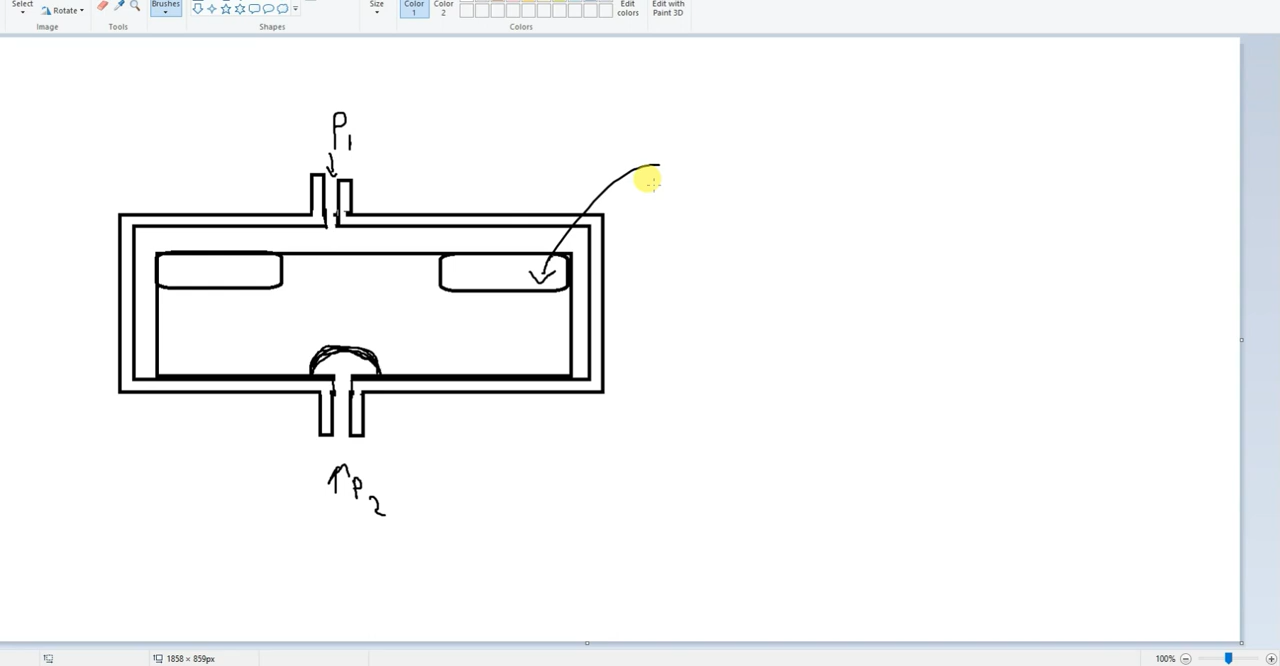 Select
Rotate
Brushes
Size
Color
1
Color
2
Edit
colors
Edit with
Paint 3D
Image
Tools
Shapes
Colors
P1
P2
1858 × 859px
100%